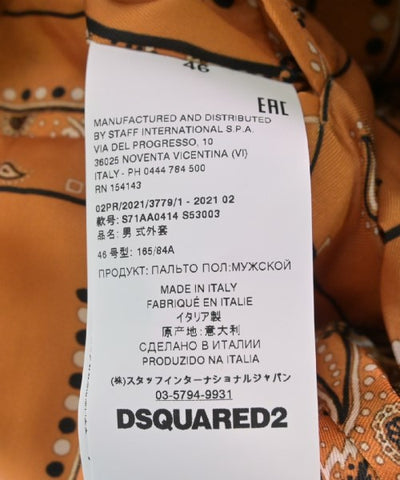 46
EAC
MANUFACTURED AND DISTRIBUTED
BY STAFF INTERNATIONAL S.P.A.
VIA DEL PROGRESSO, 10
36025 NOVENTA VICENTINA (VI)
ITALY - PH 0444 784 500
RN 154143
02PR/2021/3779/1 - 2021 02
款号: S71AA0414 S53003
品名: 男式外套
46 号型: 165/84A
ПРОДУКТ: ПАЛЬТО ПОЛ:МУЖСКОЙ
MADE IN ITALY
FABRIQUÉ EN ITALIE
イタリア製
原产地: 意大利
СДЕЛАНО В ИТАЛИИ
PRODUZIDO NA ITALIA
(株)スタッフインターナショナルジャパン
03-5794-9931
DSQUARED2